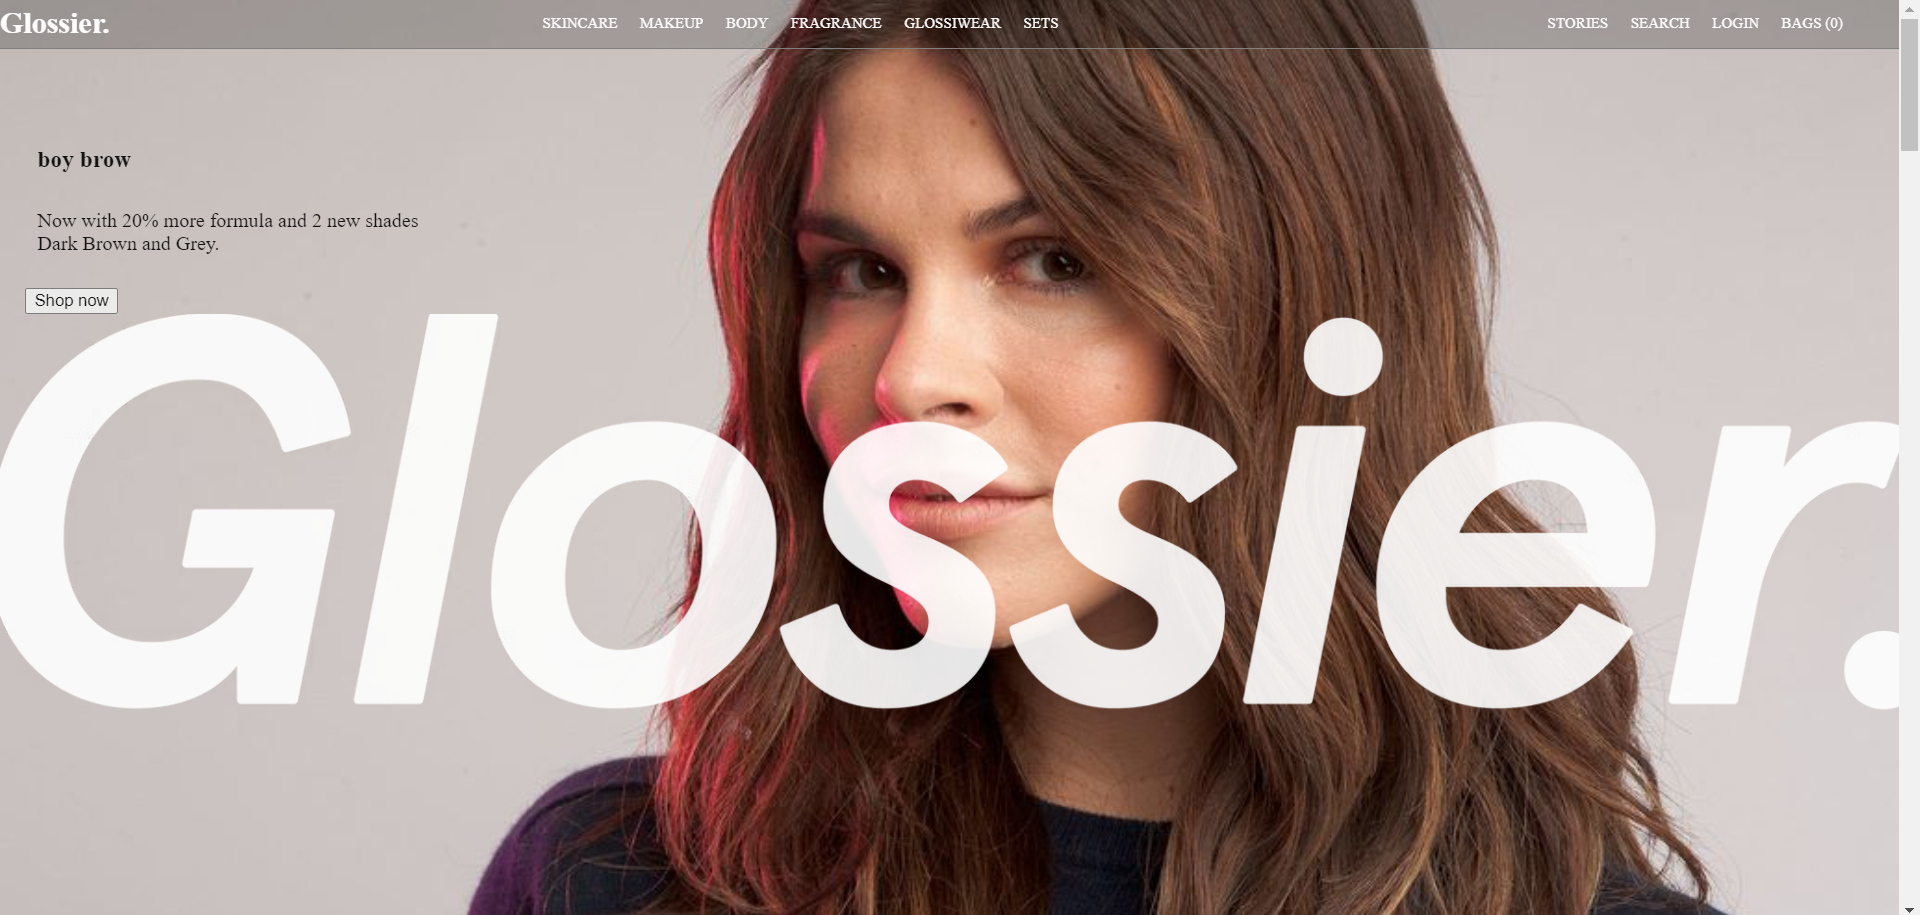 Glossier.
SKINCARE MAKEUP BODY FRAGRANCE GLOSSIWEAR SETS
STORIES SEARCH LOGIN BAGS (0)
boy brow
Now with 20% more formula and 2 new shades
Dark Brown and Grey.
Shop now
Glossier.